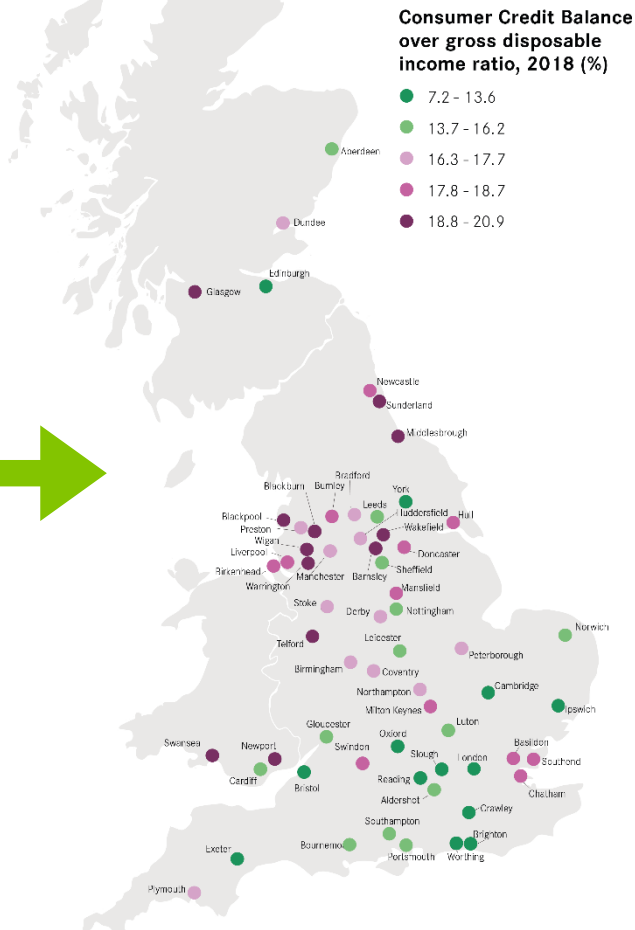 Consumer Credit Balance
over gross disposable
income ratio, 2018 (%)
7.2 - 13.6
13.7 - 16.2
16.3 - 17.7
17.8 - 18.7
18.8 - 20.9
Aberdeen
Dundee
Edinburgh
Glasgow
Newcastle
Sunderland
Middlesbrough
Bradford
Blackburn
Burnley
York
Leeds
Blackpool
Huddersfield
Hull
Preston
Wakefield
Wigan
Liverpool
Doncaster
Birkenhead
Manchester
Barnsley
Sheffield
Warrington
Mansfield
Stoke
Derby
Nottingham
Norwich
Telford
Leicester
Peterborough
Birmingham
Coventry
Northampton
Cambridge
Milton Keynes
Ipswich
Gloucester
Luton
Swansea
Newport
Swindon
Oxford
Basildon
Slough
London
Southend
Cardiff
Bristol
Reading
Chatham
Aldershot
Crawley
Southampton
Brighton
Exeter
Bournemo
Portsmouth
Worthing
Plymouth